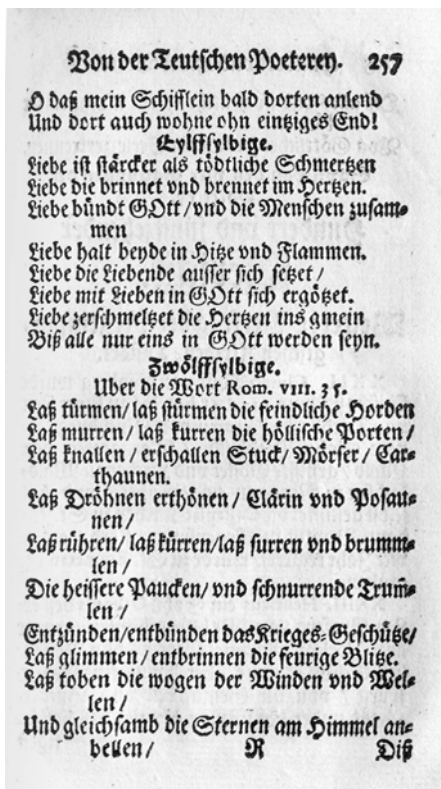 Von der Teutschen Poeterey. 257
O daß mein Schifflein bald dorten anlend
Und dort auch wohne ohn eintziges End!
Eylffsylbige.
Liebe ist stärcker als tödtliche Schmertzen
Liebe die brinnet vnd brennet im Hertzen.
Liebe bündt GOtt/vnd die Menschen zusam⸗
men
Liebe halt beyde in Hitze vnd Flammen.
Liebe die Liebende ausser sich setzet/
Liebe mit Lieben in GOtt sich ergötzet.
Liebe zerschmeltzet die Hertzen ins gmein
Biß alle nur eins in GOtt werden seyn.
Zwölffsylbige.
Uber die Wort Rom. VIII. 35.
Laß türmen/ laß stürmen die feindliche Horden
Laß murren/ laß kurren die höllische Porten/
Laß knallen/ erschallen Stuck/ Mörser/ Car⸗
thaunen.
Laß Dröhnen erthönen/ Clärin vnd Posau⸗
nen/
Laß rühren/ laß kürren/laß surren vnd brumm⸗
len/
Die heissere Paucken/ vnd schnurrende Trum̃⸗
len/
Entzünden/entbünden das Krieges⸗Geschütze/
Laß glimmen/ entbrinnen die feurige Blitze.
Laß toben die wogen der Winden vnd Wel⸗
len/
Und gleichsamb die Sternen am Himmel an⸗
bellen/ R Diß